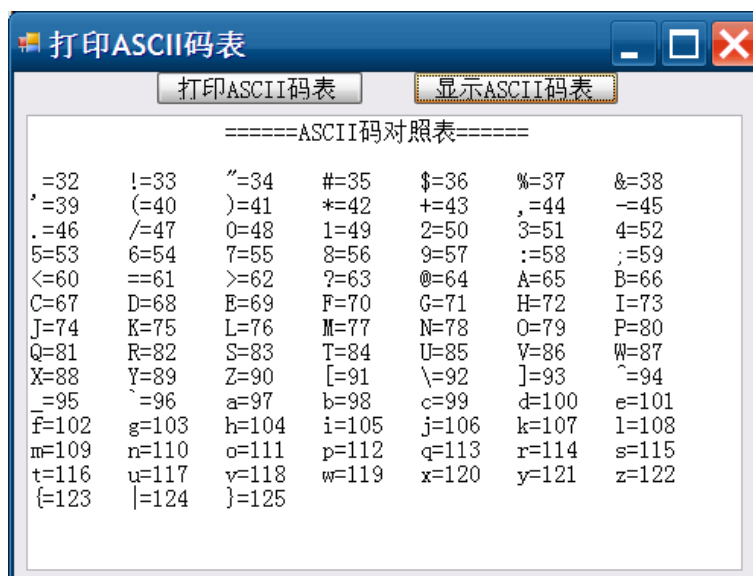 打印ASCII码表
打印ASCII码表 显示ASCII码表
======ASCII码对照表======
 =32 !=33 "=34 #=35 $=36 %=37 &=38
'=39 (=40 )=41 *=42 +=43 ,=44 -=45
.=46 /=47 0=48 1=49 2=50 3=51 4=52
5=53 6=54 7=55 8=56 9=57 :=58 ;=59
<=60 ==61 >=62 ?=63 @=64 A=65 B=66
C=67 D=68 E=69 F=70 G=71 H=72 I=73
J=74 K=75 L=76 M=77 N=78 O=79 P=80
Q=81 R=82 S=83 T=84 U=85 V=86 W=87
X=88 Y=89 Z=90 [=91 \=92 ]=93 ^=94
_=95 `=96 a=97 b=98 c=99 d=100 e=101
f=102 g=103 h=104 i=105 j=106 k=107 l=108
m=109 n=110 o=111 p=112 q=113 r=114 s=115
t=116 u=117 v=118 w=119 x=120 y=121 z=122
{=123 |=124 }=125